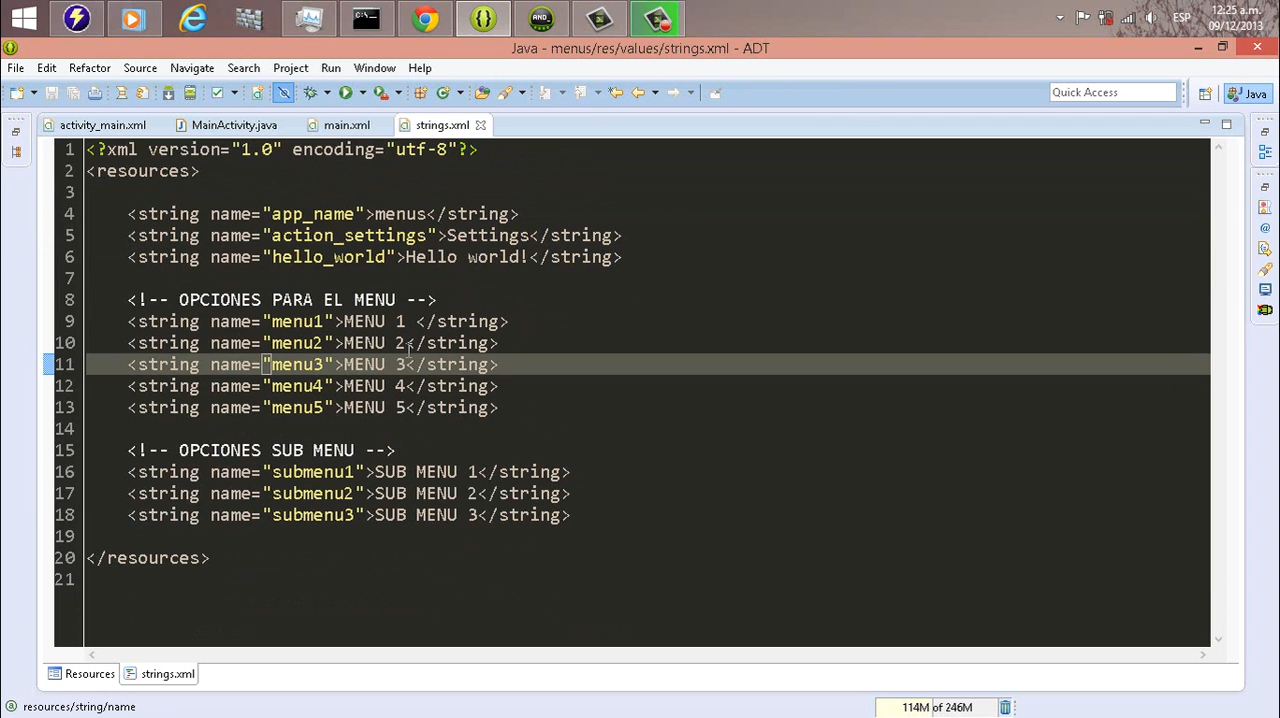 AND_
ESP
12:25 a.m.
09/12/2013
Java - menus/res/values/strings.xml - ADT
File Edit Refactor Source Navigate Search Project Run Window Help
Quick Access
Java
activity_main.xml MainActivity.java main.xml strings.xml
1 <?xml version="1.0" encoding="utf-8"?>
2 <resources>
3
4 <string name="app_name">menus</string>
5 <string name="action_settings">Settings</string>
6 <string name="hello_world">Hello world!</string>
7
8 <!-- OPCIONES PARA EL MENU -->
9 <string name="menu1">MENU 1 </string>
10 <string name="menu2">MENU 2</string>
11 <string name="menu3">MENU 3</string>
12 <string name="menu4">MENU 4</string>
13 <string name="menu5">MENU 5</string>
14
15 <!-- OPCIONES SUB MENU -->
16 <string name="submenu1">SUB MENU 1</string>
17 <string name="submenu2">SUB MENU 2</string>
18 <string name="submenu3">SUB MENU 3</string>
19
20 </resources>
21
Resources strings.xml
resources/string/name
114M of 246M